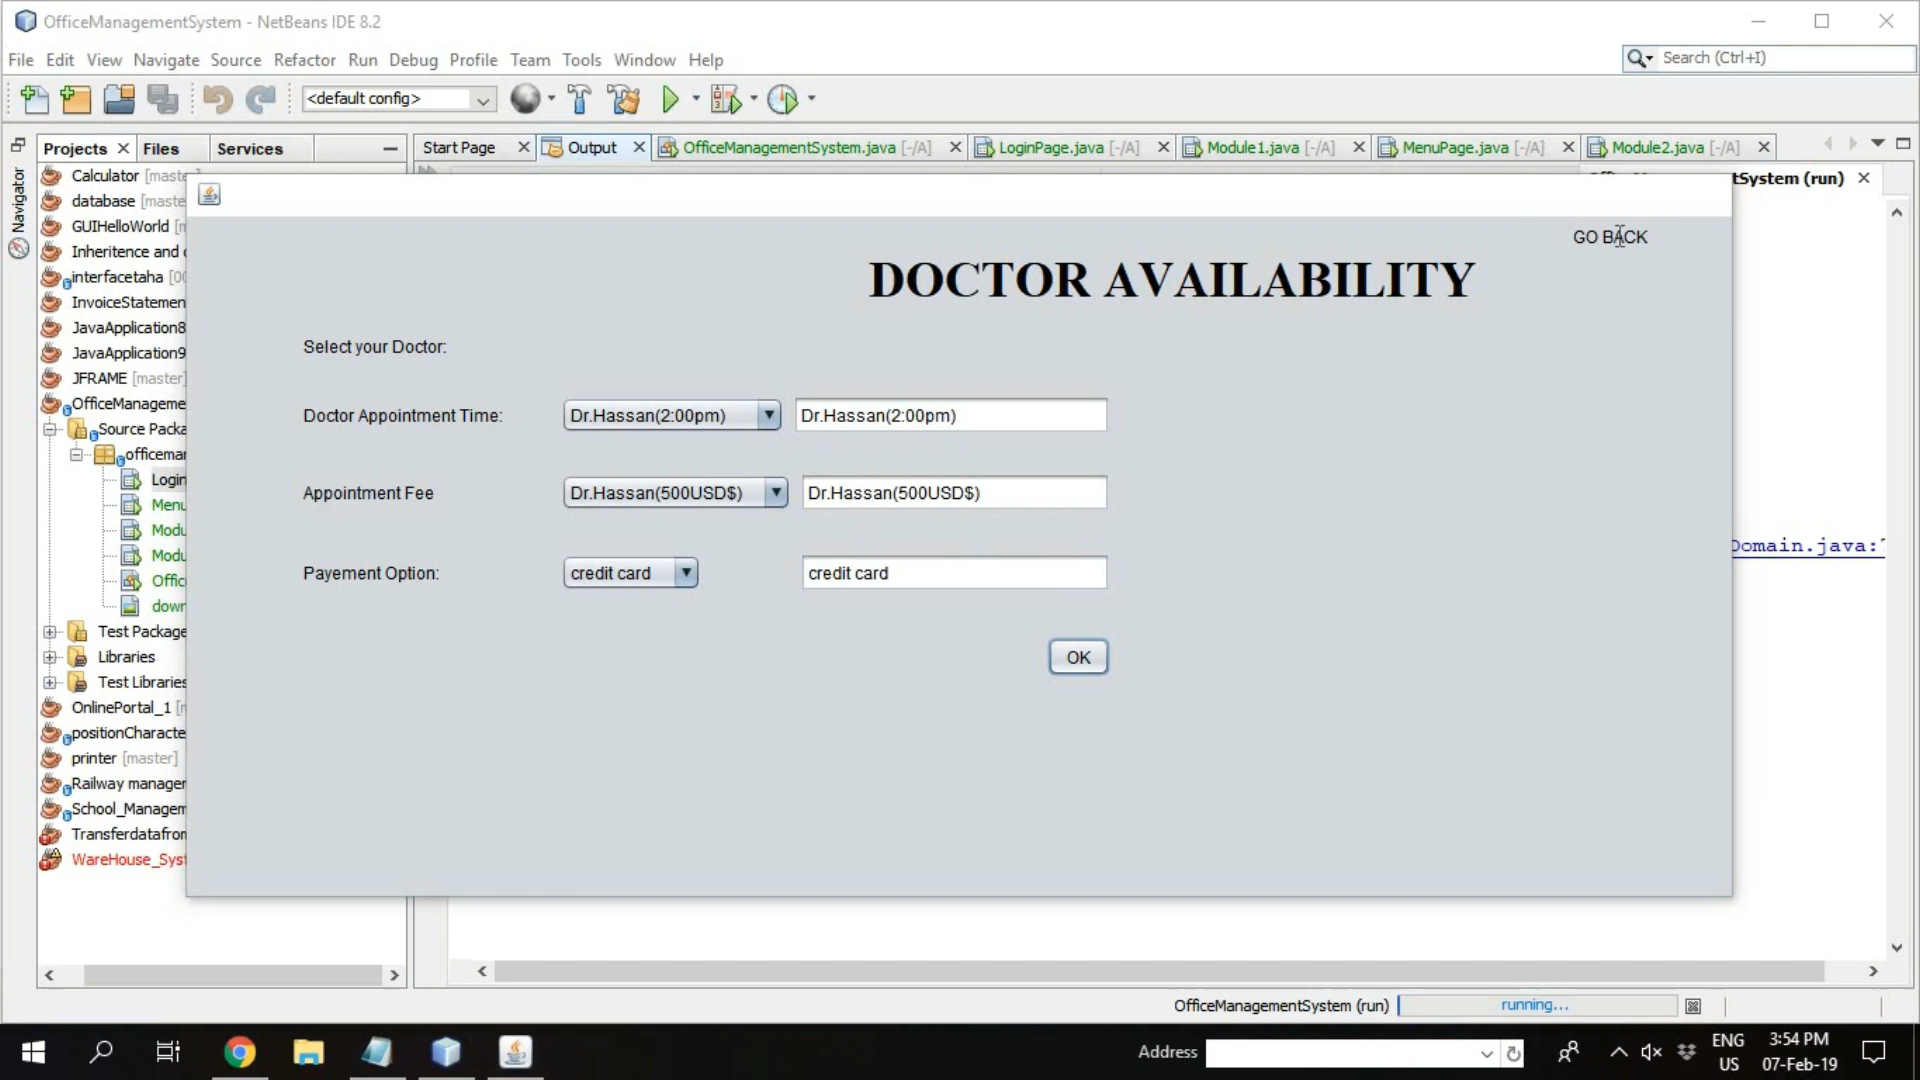 OfficeManagementSystem - NetBeans IDE 8.2
File Edit View Navigate Source Refactor Run Debug Profile Team Tools Window Help
Search (Ctrl+I)
<default config>
Projects Files Services
Start Page Output OfficeManagementSystem.java [-/A] LoginPage.java [-/A] Module1.java [-/A] MenuPage.java [-/A] Module2.java [-/A]
Navigator
tSystem (run)
Calculator [maste
database [maste
GUIHelloWorld [r
Inheritence and
interfacetaha [00
InvoiceStatemen
JavaApplication8
JavaApplication9
JFRAME [master]
OfficeManageme
Source Packa
officemar
Login
Menu
Modu
Modu
Offic
down
Test Package
Libraries
Test Libraries
OnlinePortal_1 [
positionCharacte
printer [master]
Railway manager
School_Managem
Transferdatafron
WareHouse_Syst
GO BACK
DOCTOR AVAILABILITY
Select your Doctor:
Doctor Appointment Time: Dr.Hassan(2:00pm) Dr.Hassan(2:00pm)
Appointment Fee Dr.Hassan(500USD$) Dr.Hassan(500USD$)
Payement Option: credit card credit card
OK
Domain.java:
OfficeManagementSystem (run) running...
Address
ENG
US
3:54 PM
07-Feb-19